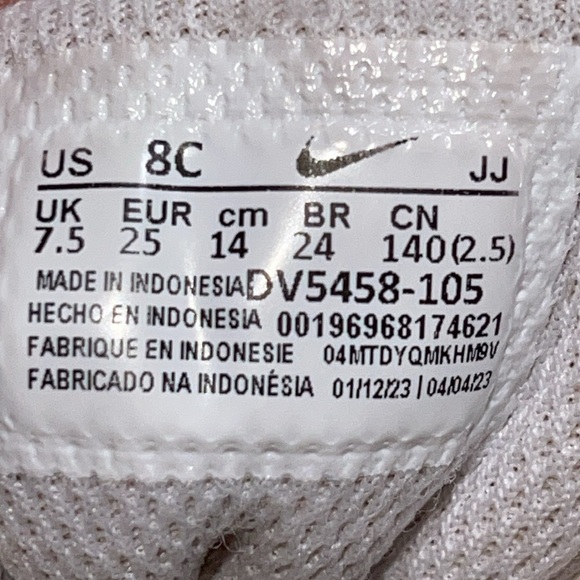 US 8C JJ
UK EUR cm BR CN
7.5 25 14 24 140(2.5)
MADE IN INDONESIA DV5458-105
HECHO EN INDONESIA 00196968174621
FABRIQUE EN INDONESIE 04MTDYQMKHM9V
FABRICADO NA INDONÉSIA 01/12/23 | 04/04/23